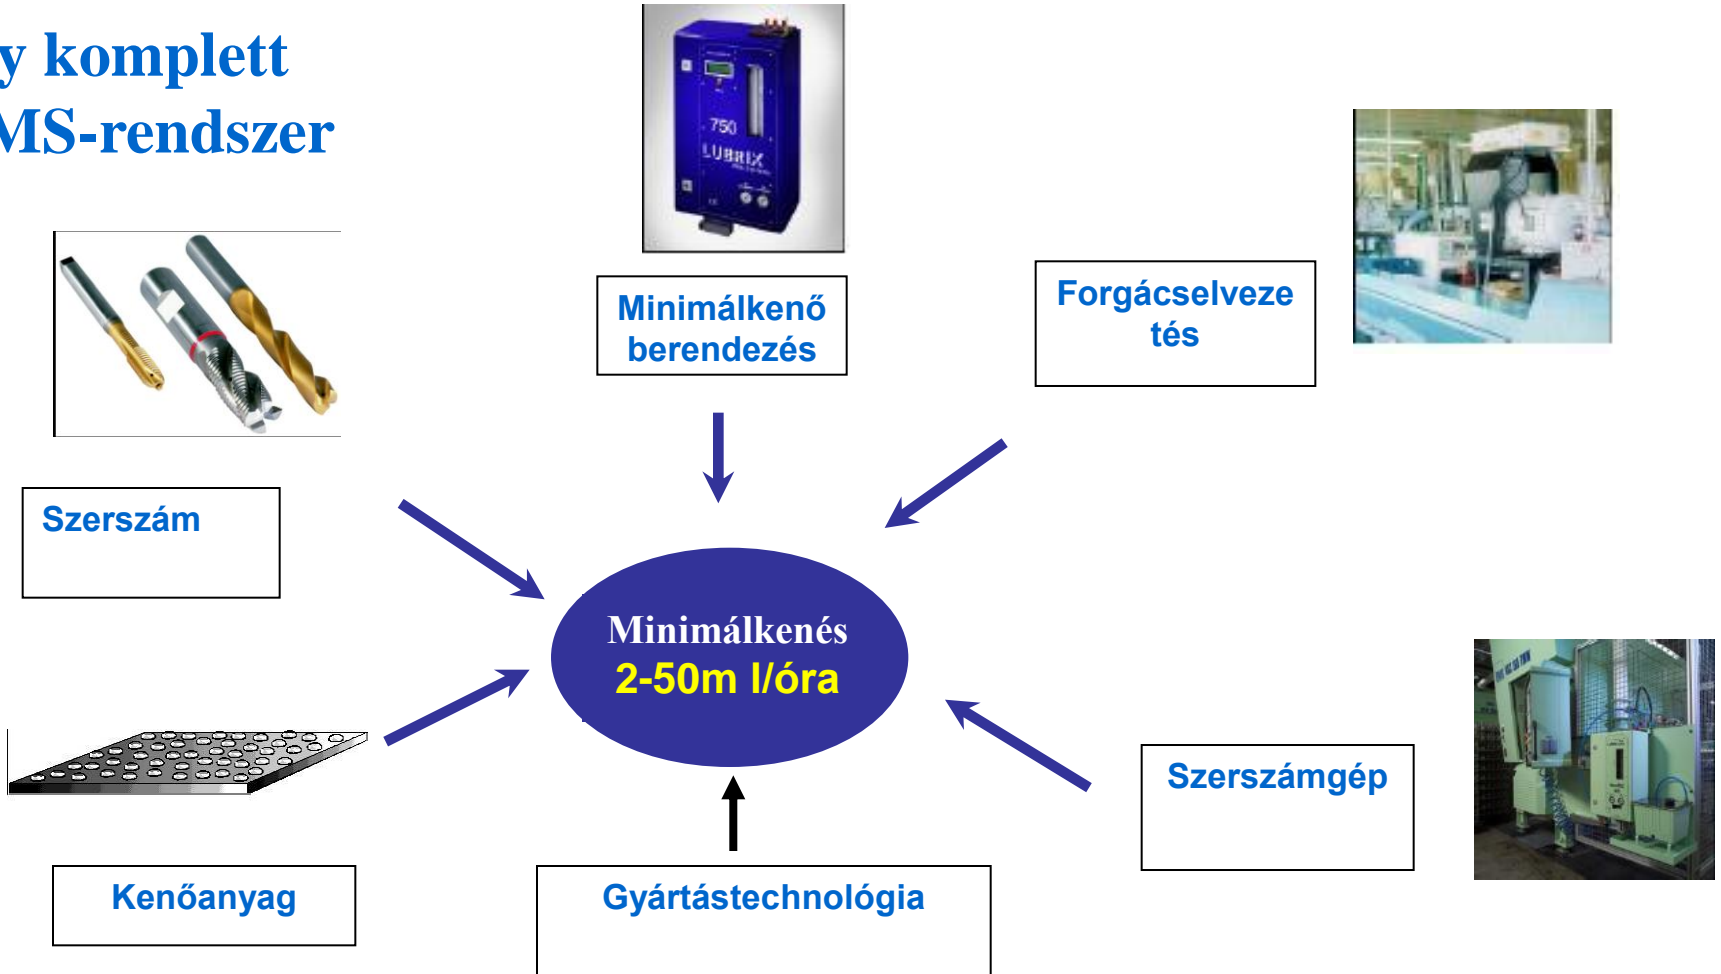 y komplett
MS-rendszer
750
LUBRIX
Minimálkenő
berendezés
Forgácselveze
tés
Szerszám
Minimálkenés
2-50m l/óra
Szerszámgép
Kenőanyag
Gyártástechnológia